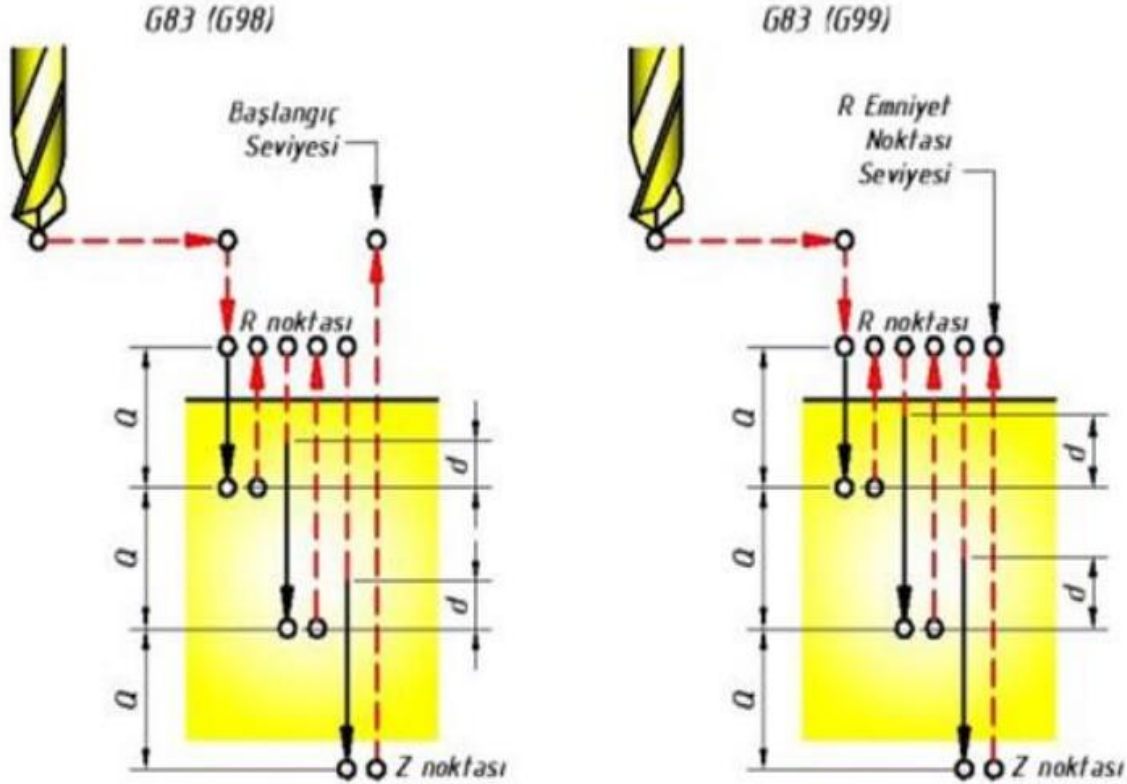 G83 (G98)
Başlangıç
Seviyesi
R noktası
Q
d
Q
d
Q
Z noktası
G83 (G99)
R Emniyet
Noktası
Seviyesi
R noktası
Q
d
Q
d
Q
Z noktası